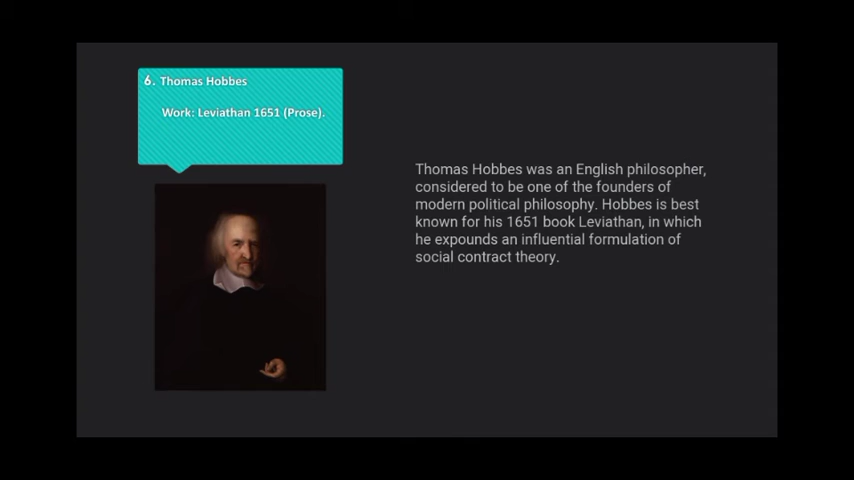 6. Thomas Hobbes
Work: Leviathan 1651 (Prose).
Thomas Hobbes was an English philosopher,
considered to be one of the founders of
modern political philosophy. Hobbes is best
known for his 1651 book Leviathan, in which
he expounds an influential formulation of
social contract theory.